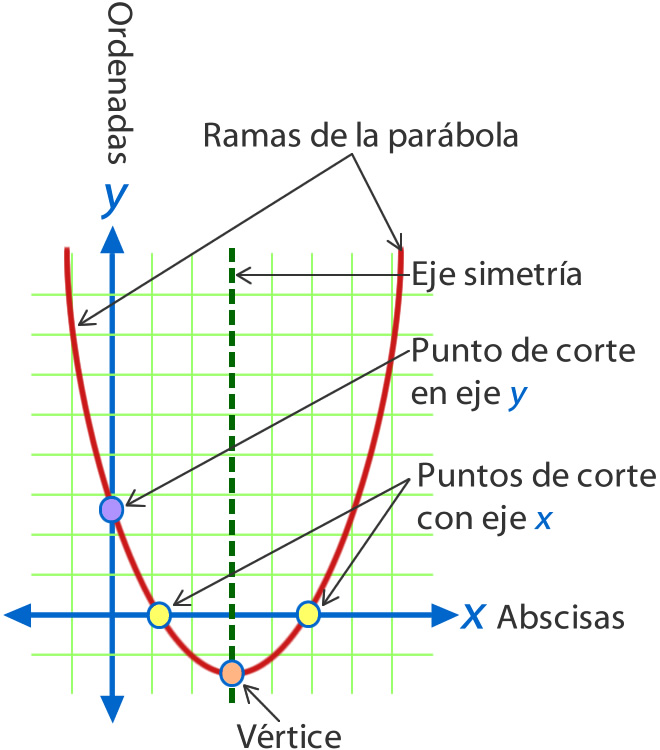 Ordenadas
y
Ramas de la parábola
Eje simetría
Punto de corte
en eje y
Puntos de corte
con eje x
x Abscisas
Vértice